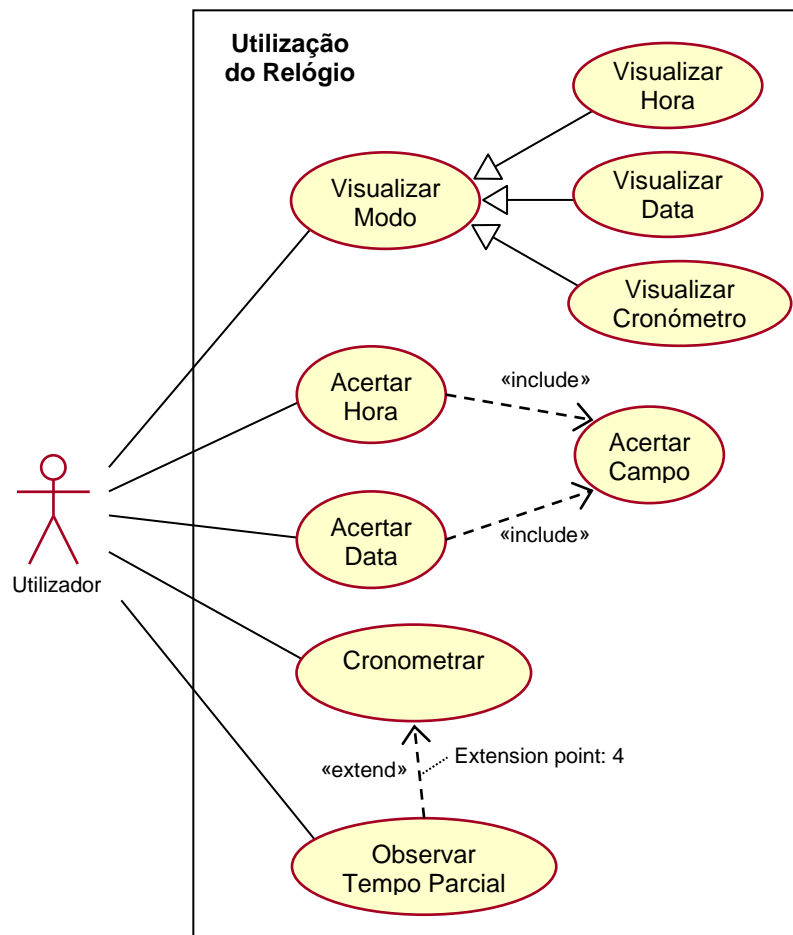 Utilização
do Relógio
Visualizar
Hora
Visualizar
Modo
Visualizar
Data
Visualizar
Cronómetro
Acertar
Hora
«include»
Acertar
Campo
Acertar
Data
«include»
Utilizador
Cronometrar
«extend»
Extension point: 4
Observar
Tempo Parcial